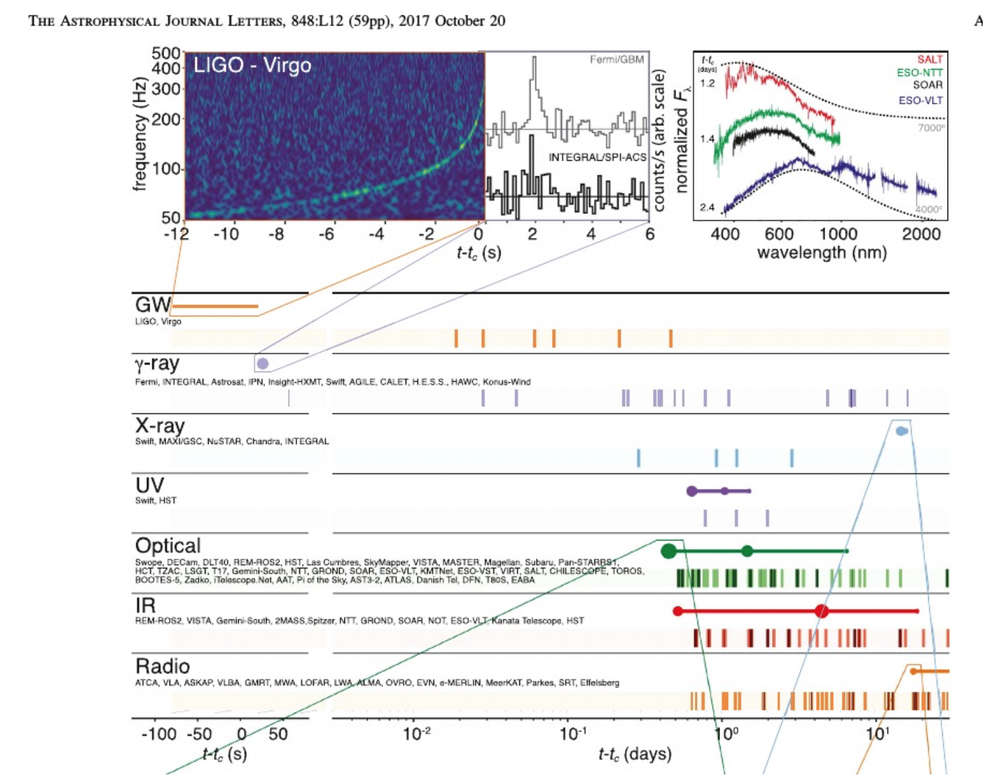 THE ASTROPHYSICAL JOURNAL LETTERS, 848:L12 (59pp), 2017 October 20
A
LIGO - Virgo
frequency (Hz)
500
400
300
200
100
50
-12 -10 -8 -6 -4 -2 0 2 4 6
t-tc (s)
Fermi/GBM
INTEGRAL/SPI-ACS
counts/s (arb. scale)
normalized Fλ
t-tc
(days)
1.2
1.4
2.4
SALT
ESO-NTT
SOAR
ESO-VLT
7000°
4000°
400 600 1000 2000
wavelength (nm)
GW
LIGO, Virgo
γ-ray
Fermi, INTEGRAL, Astrosat, IPN, Insight-HXMT, Swift, AGILE, CALET, H.E.S.S., HAWC, Konus-Wind
X-ray
Swift, MAXI/GSC, NuSTAR, Chandra, INTEGRAL
UV
Swift, HST
Optical
Swope, DECam, DLT40, REM-ROS2, HST, Las Cumbres, SkyMapper, VISTA, MASTER, Magellan, Subaru, Pan-STARRS1,
HCT, TZAC, LSGT, T17, Gemini-South, NTT, GROND, SOAR, ESO-VLT, KMTNet, ESO-VST, VIRT, SALT, CHILESCOPE, TOROS,
BOOTES-5, Zadko, iTelescope.Net, AAT, Pi of the Sky, AST3-2, ATLAS, Danish Tel, DFN, T80S, EABA
IR
REM-ROS2, VISTA, Gemini-South, 2MASS,Spitzer, NTT, GROND, SOAR, NOT, ESO-VLT, Kanata Telescope, HST
Radio
ATCA, VLA, ASKAP, VLBA, GMRT, MWA, LOFAR, LWA, ALMA, OVRO, EVN, e-MERLIN, MeerKAT, Parkes, SRT, Effelsberg
-100 -50 0 50 10⁻² 10⁻¹ 10⁰ 10¹
t-tc (s) t-tc (days)